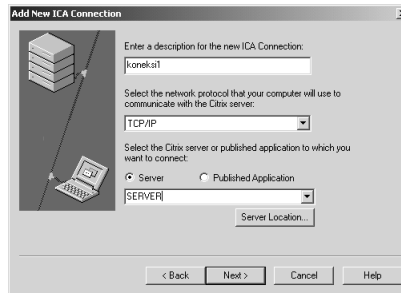 Add New ICA Connection
Enter a description for the new ICA Connection:
koneksi1
Select the network protocol that your computer will use to
communicate with the Citrix server:
TCP/IP
Select the Citrix server or published application to which you
want to connect:
Server Published Application
SERVER
Server Location...
< Back Next > Cancel Help